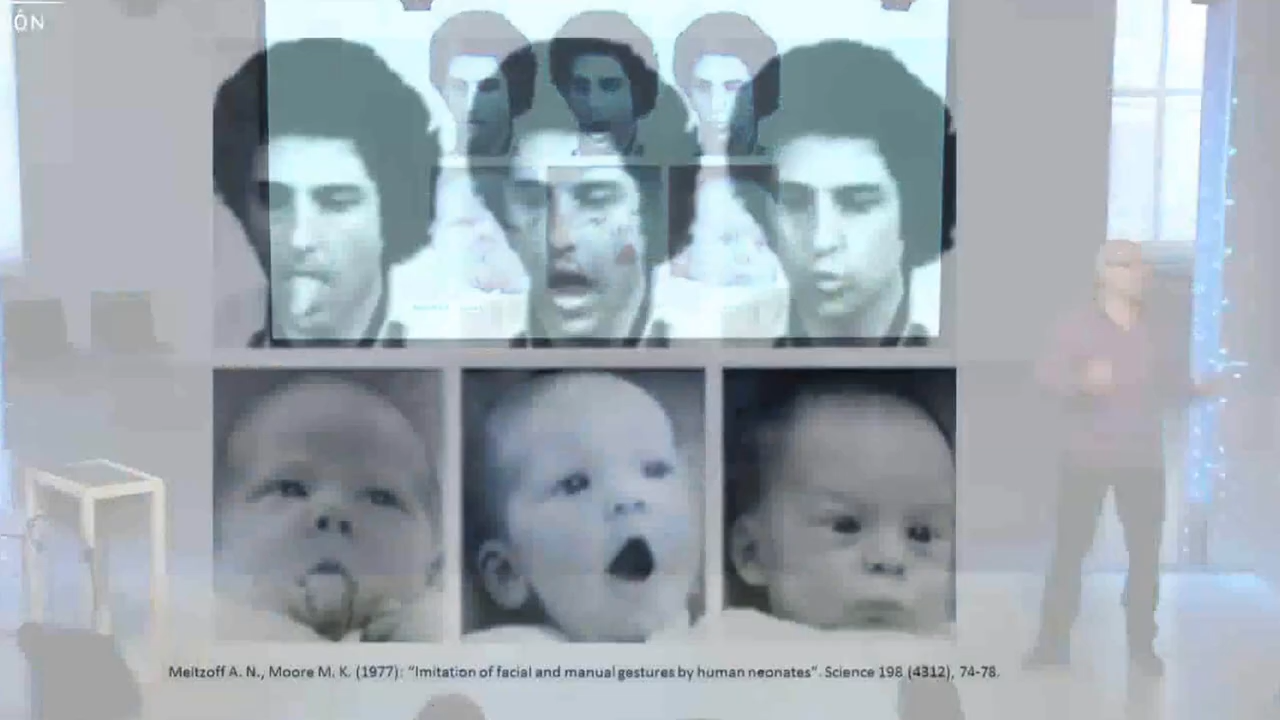 ÓN
Meltzoff A. N., Moore M. K. (1977): “Imitation of facial and manual gestures by human neonates”. Science 198 (4312), 74-78.